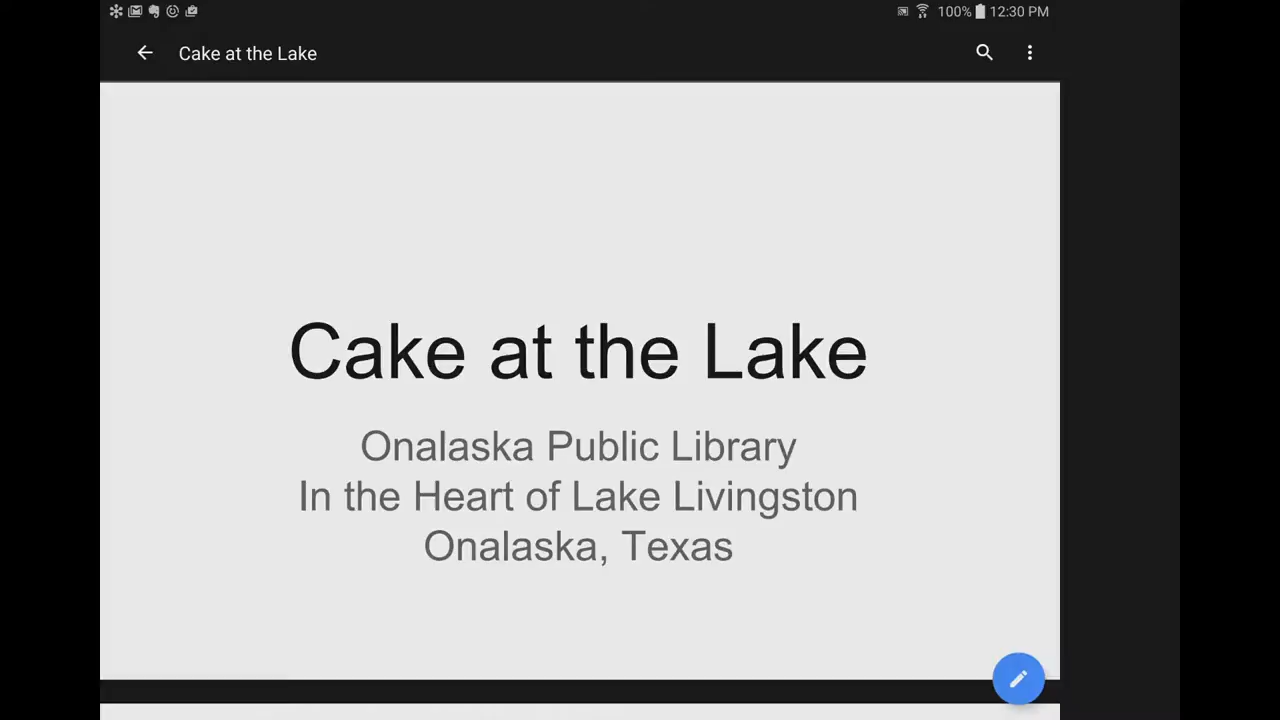 100% 12:30 PM
Cake at the Lake
Cake at the Lake
Onalaska Public Library
In the Heart of Lake Livingston
Onalaska, Texas